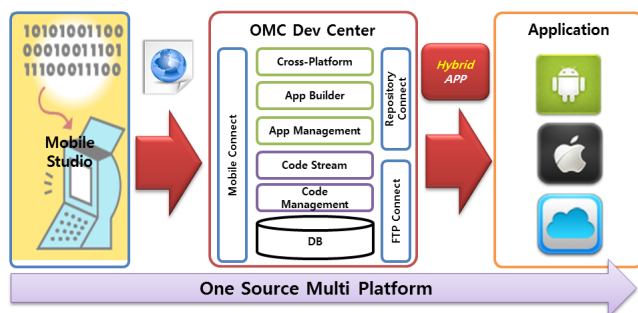 10101001100
00010011101
11100011100
Mobile
Studio
OMC Dev Center
Mobile Connect
Cross-Platform
App Builder
App Management
Code Stream
Code
Management
DB
Repository
Connect
FTP Connect
Hybrid
APP
Application
One Source Multi Platform